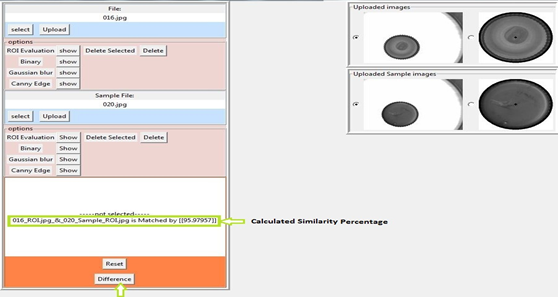 File:
016.jpg
select Upload
options
ROI Evaluation show Delete Selected Delete
Binary show
Gaussian blur show
Canny Edge show
Sample File:
020.jpg
select Upload
options
ROI Evaluation Show Delete Selected Delete
Binary Show
Gaussian blur Show
Canny Edge Show
-----not selected-----
016_ROI.jpg_&_020_Sample_ROI.jpg is Matched by [[95.97957]]
Reset
Difference
Calculated Similarity Percentage
Uploaded images
Uploaded Sample images